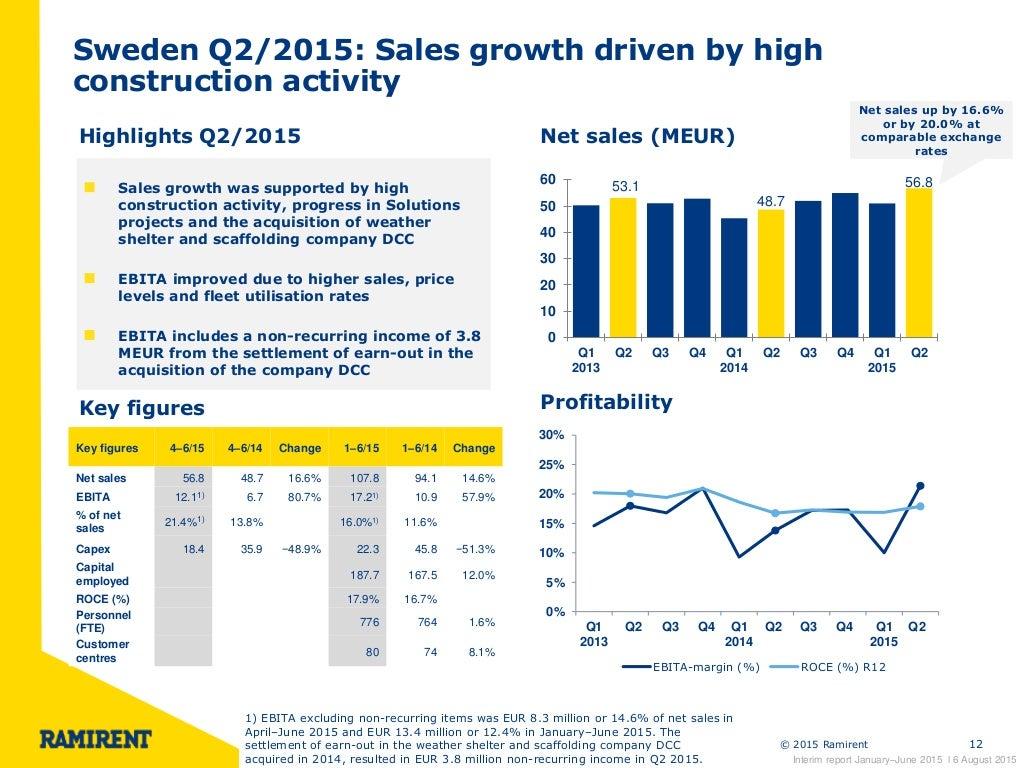 Sweden Q2/2015: Sales growth driven by high
construction activity
Highlights Q2/2015
Sales growth was supported by high
construction activity, progress in Solutions
projects and the acquisition of weather
shelter and scaffolding company DCC
EBITA improved due to higher sales, price
levels and fleet utilisation rates
EBITA includes a non-recurring income of 3.8
MEUR from the settlement of earn-out in the
acquisition of the company DCC
Net sales (MEUR)
Net sales up by 16.6%
or by 20.0% at
comparable exchange
rates
60
50
40
30
20
10
0
53.1
48.7
56.8
Q1 Q2 Q3 Q4 Q1 Q2 Q3 Q4 Q1 Q2
2013 2014 2015
Key figures
Key figures 4–6/15 4–6/14 Change 1–6/15 1–6/14 Change
Net sales 56.8 48.7 16.6% 107.8 94.1 14.6%
EBITA 12.1¹⁾ 6.7 80.7% 17.2¹⁾ 10.9 57.9%
% of net
sales 21.4%¹⁾ 13.8% 16.0%¹⁾ 11.6%
Capex 18.4 35.9 −48.9% 22.3 45.8 −51.3%
Capital
employed 187.7 167.5 12.0%
ROCE (%) 17.9% 16.7%
Personnel
(FTE) 776 764 1.6%
Customer
centres 80 74 8.1%
Profitability
30%
25%
20%
15%
10%
5%
0%
Q1 Q2 Q3 Q4 Q1 Q2 Q3 Q4 Q1 Q2
2013 2014 2015
EBITA-margin (%) ROCE (%) R12
1) EBITA excluding non-recurring items was EUR 8.3 million or 14.6% of net sales in
April–June 2015 and EUR 13.4 million or 12.4% in January–June 2015. The
settlement of earn-out in the weather shelter and scaffolding company DCC
acquired in 2014, resulted in EUR 3.8 million non-recurring income in Q2 2015.
RAMIRENT
© 2015 Ramirent 12
Interim report January–June 2015 I 6 August 2015